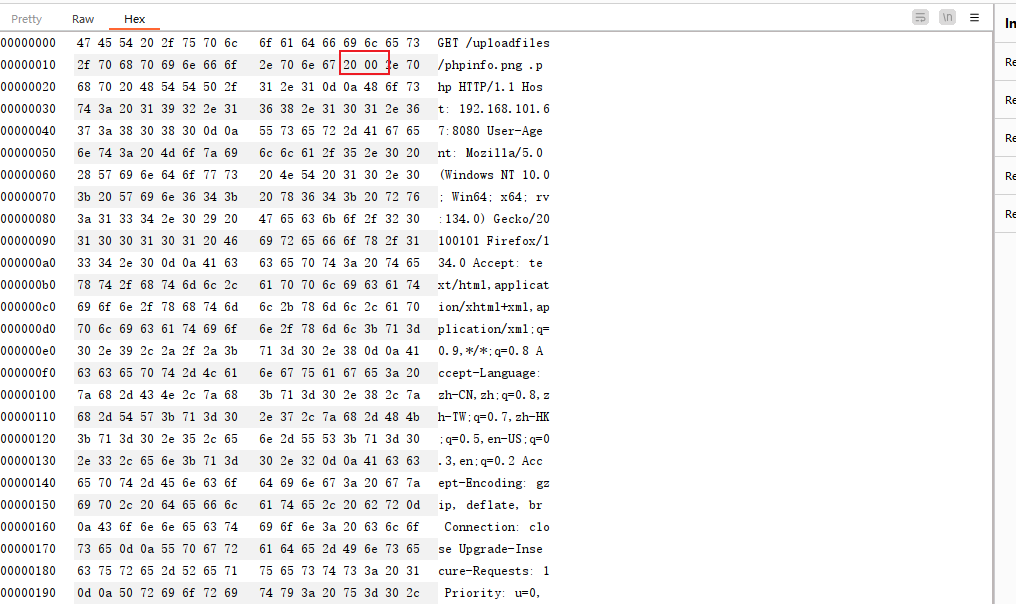 Pretty Raw Hex \n In
00000000 47 45 54 20 2f 75 70 6c 6f 61 64 66 69 6c 65 73 GET /uploadfiles
00000010 2f 70 68 70 69 6e 66 6f 2e 70 6e 67 20 00 2e 70 /phpinfo.png .p
00000020 68 70 20 48 54 54 50 2f 31 2e 31 0d 0a 48 6f 73 hp HTTP/1.1 Hos
00000030 74 3a 20 31 39 32 2e 31 36 38 2e 31 30 31 2e 36 t: 192.168.101.6
00000040 37 3a 38 30 38 30 0d 0a 55 73 65 72 2d 41 67 65 7:8080 User-Age
00000050 6e 74 3a 20 4d 6f 7a 69 6c 6c 61 2f 35 2e 30 20 nt: Mozilla/5.0
00000060 28 57 69 6e 64 6f 77 73 20 4e 54 20 31 30 2e 30 (Windows NT 10.0
00000070 3b 20 57 69 6e 36 34 3b 20 78 36 34 3b 20 72 76 ; Win64; x64; rv
00000080 3a 31 33 34 2e 30 29 20 47 65 63 6b 6f 2f 32 30 :134.0) Gecko/20
00000090 31 30 30 31 30 31 20 46 69 72 65 66 6f 78 2f 31 100101 Firefox/1
000000a0 33 34 2e 30 0d 0a 41 63 63 65 70 74 3a 20 74 65 34.0 Accept: te
000000b0 78 74 2f 68 74 6d 6c 2c 61 70 70 6c 69 63 61 74 xt/html,applicat
000000c0 69 6f 6e 2f 78 68 74 6d 6c 2b 78 6d 6c 2c 61 70 ion/xhtml+xml,ap
000000d0 70 6c 69 63 61 74 69 6f 6e 2f 78 6d 6c 3b 71 3d plication/xml;q=
000000e0 30 2e 39 2c 2a 2f 2a 3b 71 3d 30 2e 38 0d 0a 41 0.9,*/*;q=0.8 A
000000f0 63 63 65 70 74 2d 4c 61 6e 67 75 61 67 65 3a 20 ccept-Language:
00000100 7a 68 2d 43 4e 2c 7a 68 3b 71 3d 30 2e 38 2c 7a zh-CN,zh;q=0.8,z
00000110 68 2d 54 57 3b 71 3d 30 2e 37 2c 7a 68 2d 48 4b h-TW;q=0.7,zh-HK
00000120 3b 71 3d 30 2e 35 2c 65 6e 2d 55 53 3b 71 3d 30 ;q=0.5,en-US;q=0
00000130 2e 33 2c 65 6e 3b 71 3d 30 2e 32 0d 0a 41 63 63 .3,en;q=0.2 Acc
00000140 65 70 74 2d 45 6e 63 6f 64 69 6e 67 3a 20 67 7a ept-Encoding: gz
00000150 69 70 2c 20 64 65 66 6c 61 74 65 2c 20 62 72 0d ip, deflate, br
00000160 0a 43 6f 6e 6e 65 63 74 69 6f 6e 3a 20 63 6c 6f Connection: clo
00000170 73 65 0d 0a 55 70 67 72 61 64 65 2d 49 6e 73 65 se Upgrade-Inse
00000180 63 75 72 65 2d 52 65 71 75 65 73 74 73 3a 20 31 cure-Requests: 1
00000190 0d 0a 50 72 69 6f 72 69 74 79 3a 20 75 3d 30 2c Priority: u=0,
Re
Re
Re
Re
Re